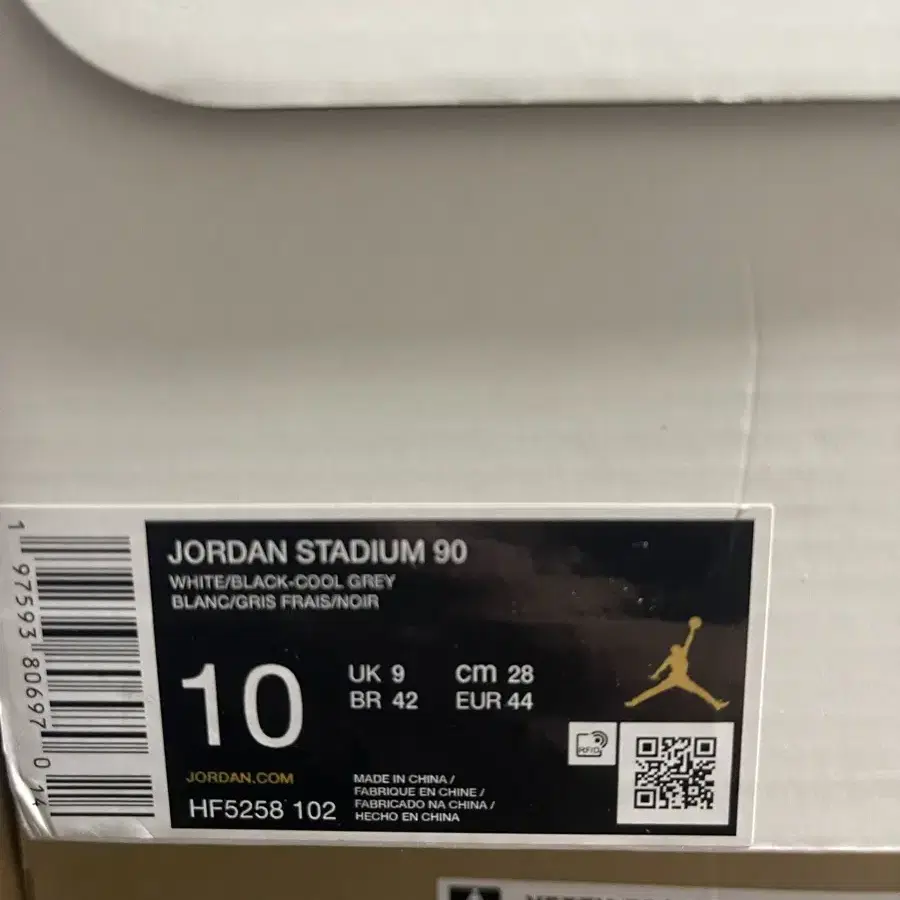 JORDAN STADIUM 90
WHITE/BLACK-COOL GREY
BLANC/GRIS FRAIS/NOIR
10
UK 9 cm 28
BR 42 EUR 44
RFID
JORDAN.COM
HF5258 102
MADE IN CHINA /
FABRIQUE EN CHINE /
FABRICADO NA CHINA /
HECHO EN CHINA
1 97593 80697 0 14